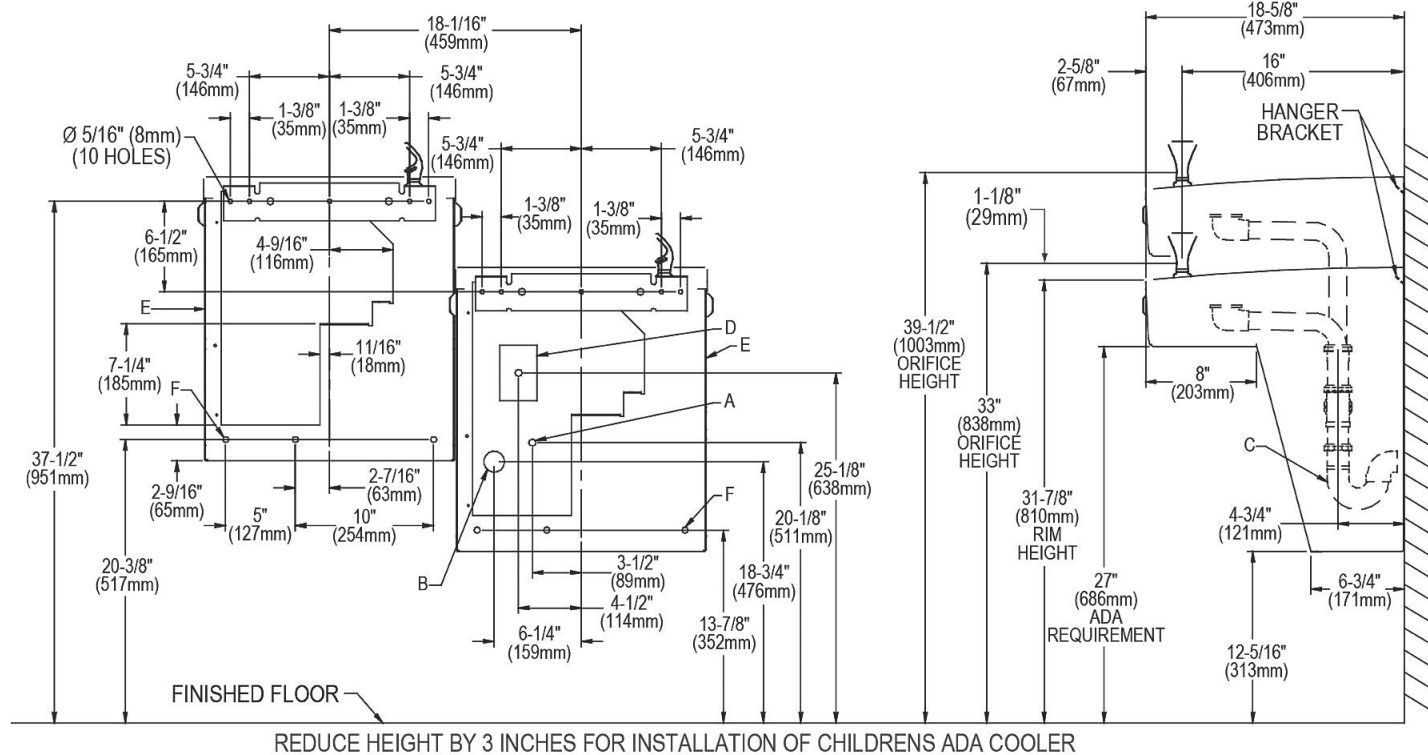 18-1/16"
(459mm)
5-3/4"
(146mm)
5-3/4"
(146mm)
1-3/8"
(35mm)
1-3/8"
(35mm)
Ø 5/16" (8mm)
(10 HOLES)
5-3/4"
(146mm)
5-3/4"
(146mm)
1-3/8"
(35mm)
1-3/8"
(35mm)
6-1/2"
(165mm)
4-9/16"
(116mm)
E
11/16"
(18mm)
7-1/4"
(185mm)
F
D
E
A
37-1/2"
(951mm)
2-9/16"
(65mm)
2-7/16"
(63mm)
5"
(127mm)
10"
(254mm)
20-3/8"
(517mm)
B
F
25-1/8"
(638mm)
20-1/8"
(511mm)
18-3/4"
(476mm)
13-7/8"
(352mm)
3-1/2"
(89mm)
4-1/2"
(114mm)
6-1/4"
(159mm)
FINISHED FLOOR
18-5/8"
(473mm)
2-5/8"
(67mm)
16"
(406mm)
HANGER
BRACKET
1-1/8"
(29mm)
39-1/2"
(1003mm)
ORIFICE
HEIGHT
33"
(838mm)
ORIFICE
HEIGHT
31-7/8"
(810mm)
RIM
HEIGHT
8"
(203mm)
C
27"
(686mm)
ADA
REQUIREMENT
4-3/4"
(121mm)
6-3/4"
(171mm)
12-5/16"
(313mm)
REDUCE HEIGHT BY 3 INCHES FOR INSTALLATION OF CHILDRENS ADA COOLER